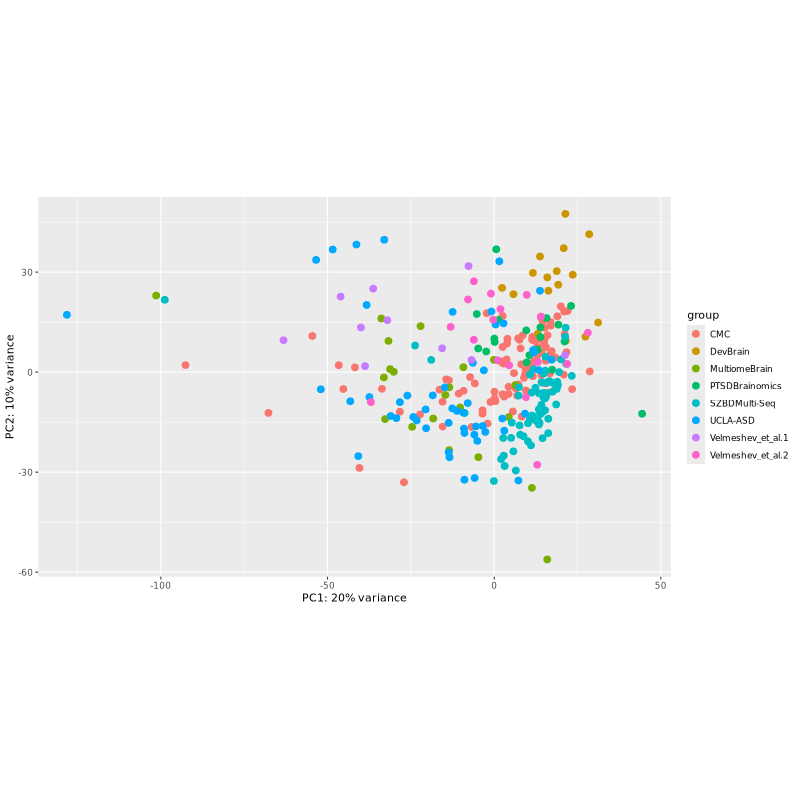 30
0
-30
-60
PC2: 10% variance
-100
-50
0
50
PC1: 20% variance
group
CMC
DevBrain
MultiomeBrain
PTSDBrainomics
SZBDMulti-Seq
UCLA-ASD
Velmeshev_et_al.1
Velmeshev_et_al.2